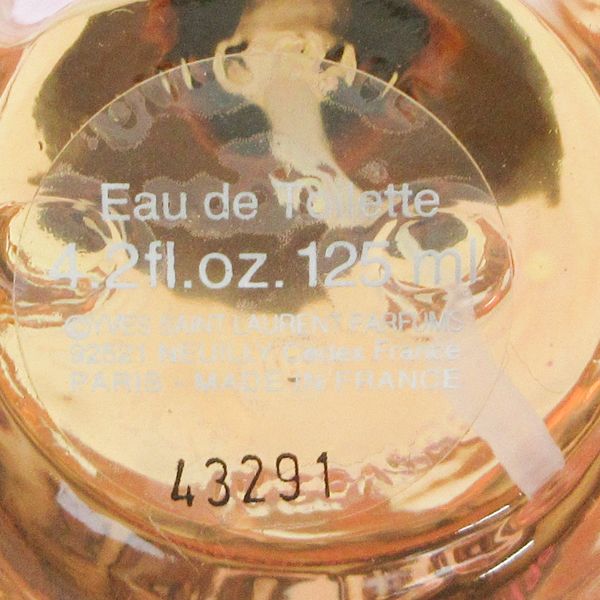 Eau de Toilette
4.2fl.oz. 125 ml
©YVES SAINT LAURENT PARFUMS
92521 NEUILLY Cedex France
PARIS - MADE IN FRANCE
43291